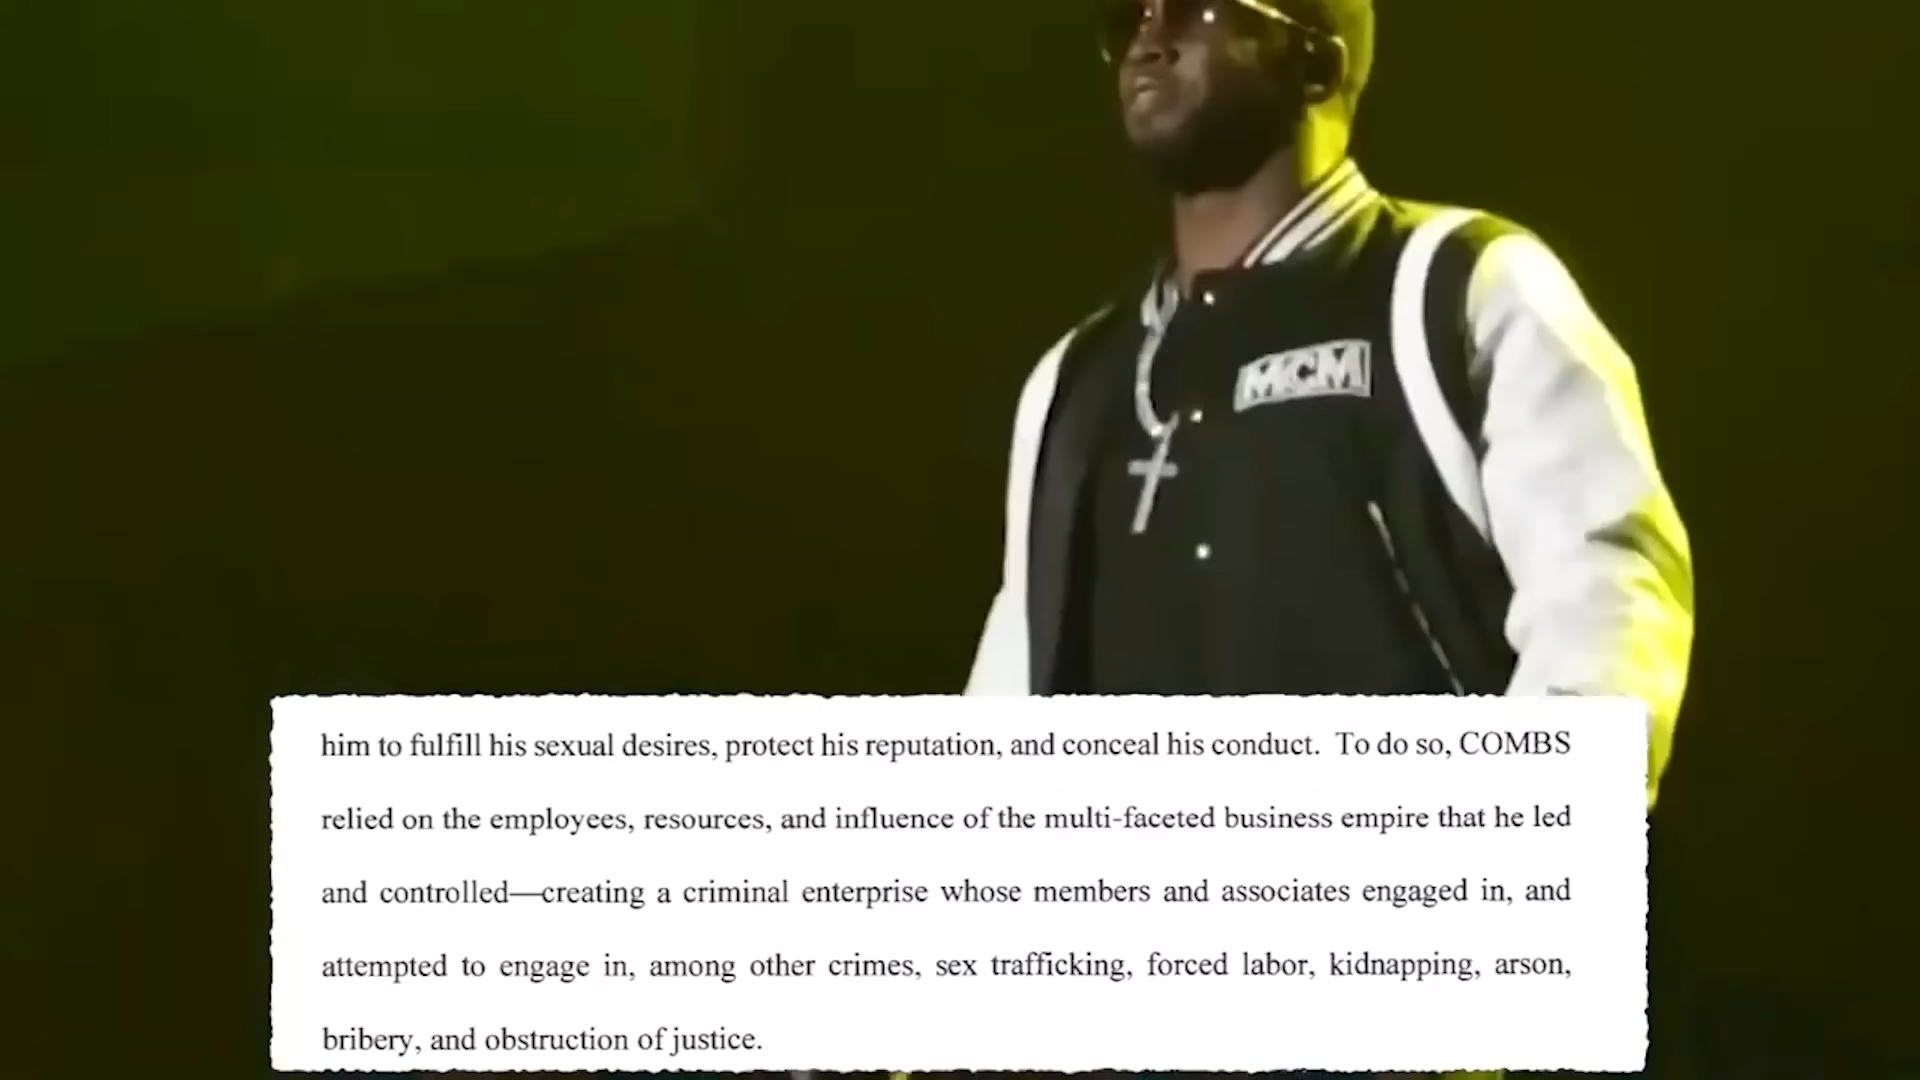 MCM
him to fulfill his sexual desires, protect his reputation, and conceal his conduct.  To do so, COMBS
relied on the employees, resources, and influence of the multi-faceted business empire that he led
and controlled—creating a criminal enterprise whose members and associates engaged in, and
attempted to engage in, among other crimes, sex trafficking, forced labor, kidnapping, arson,
bribery, and obstruction of justice.